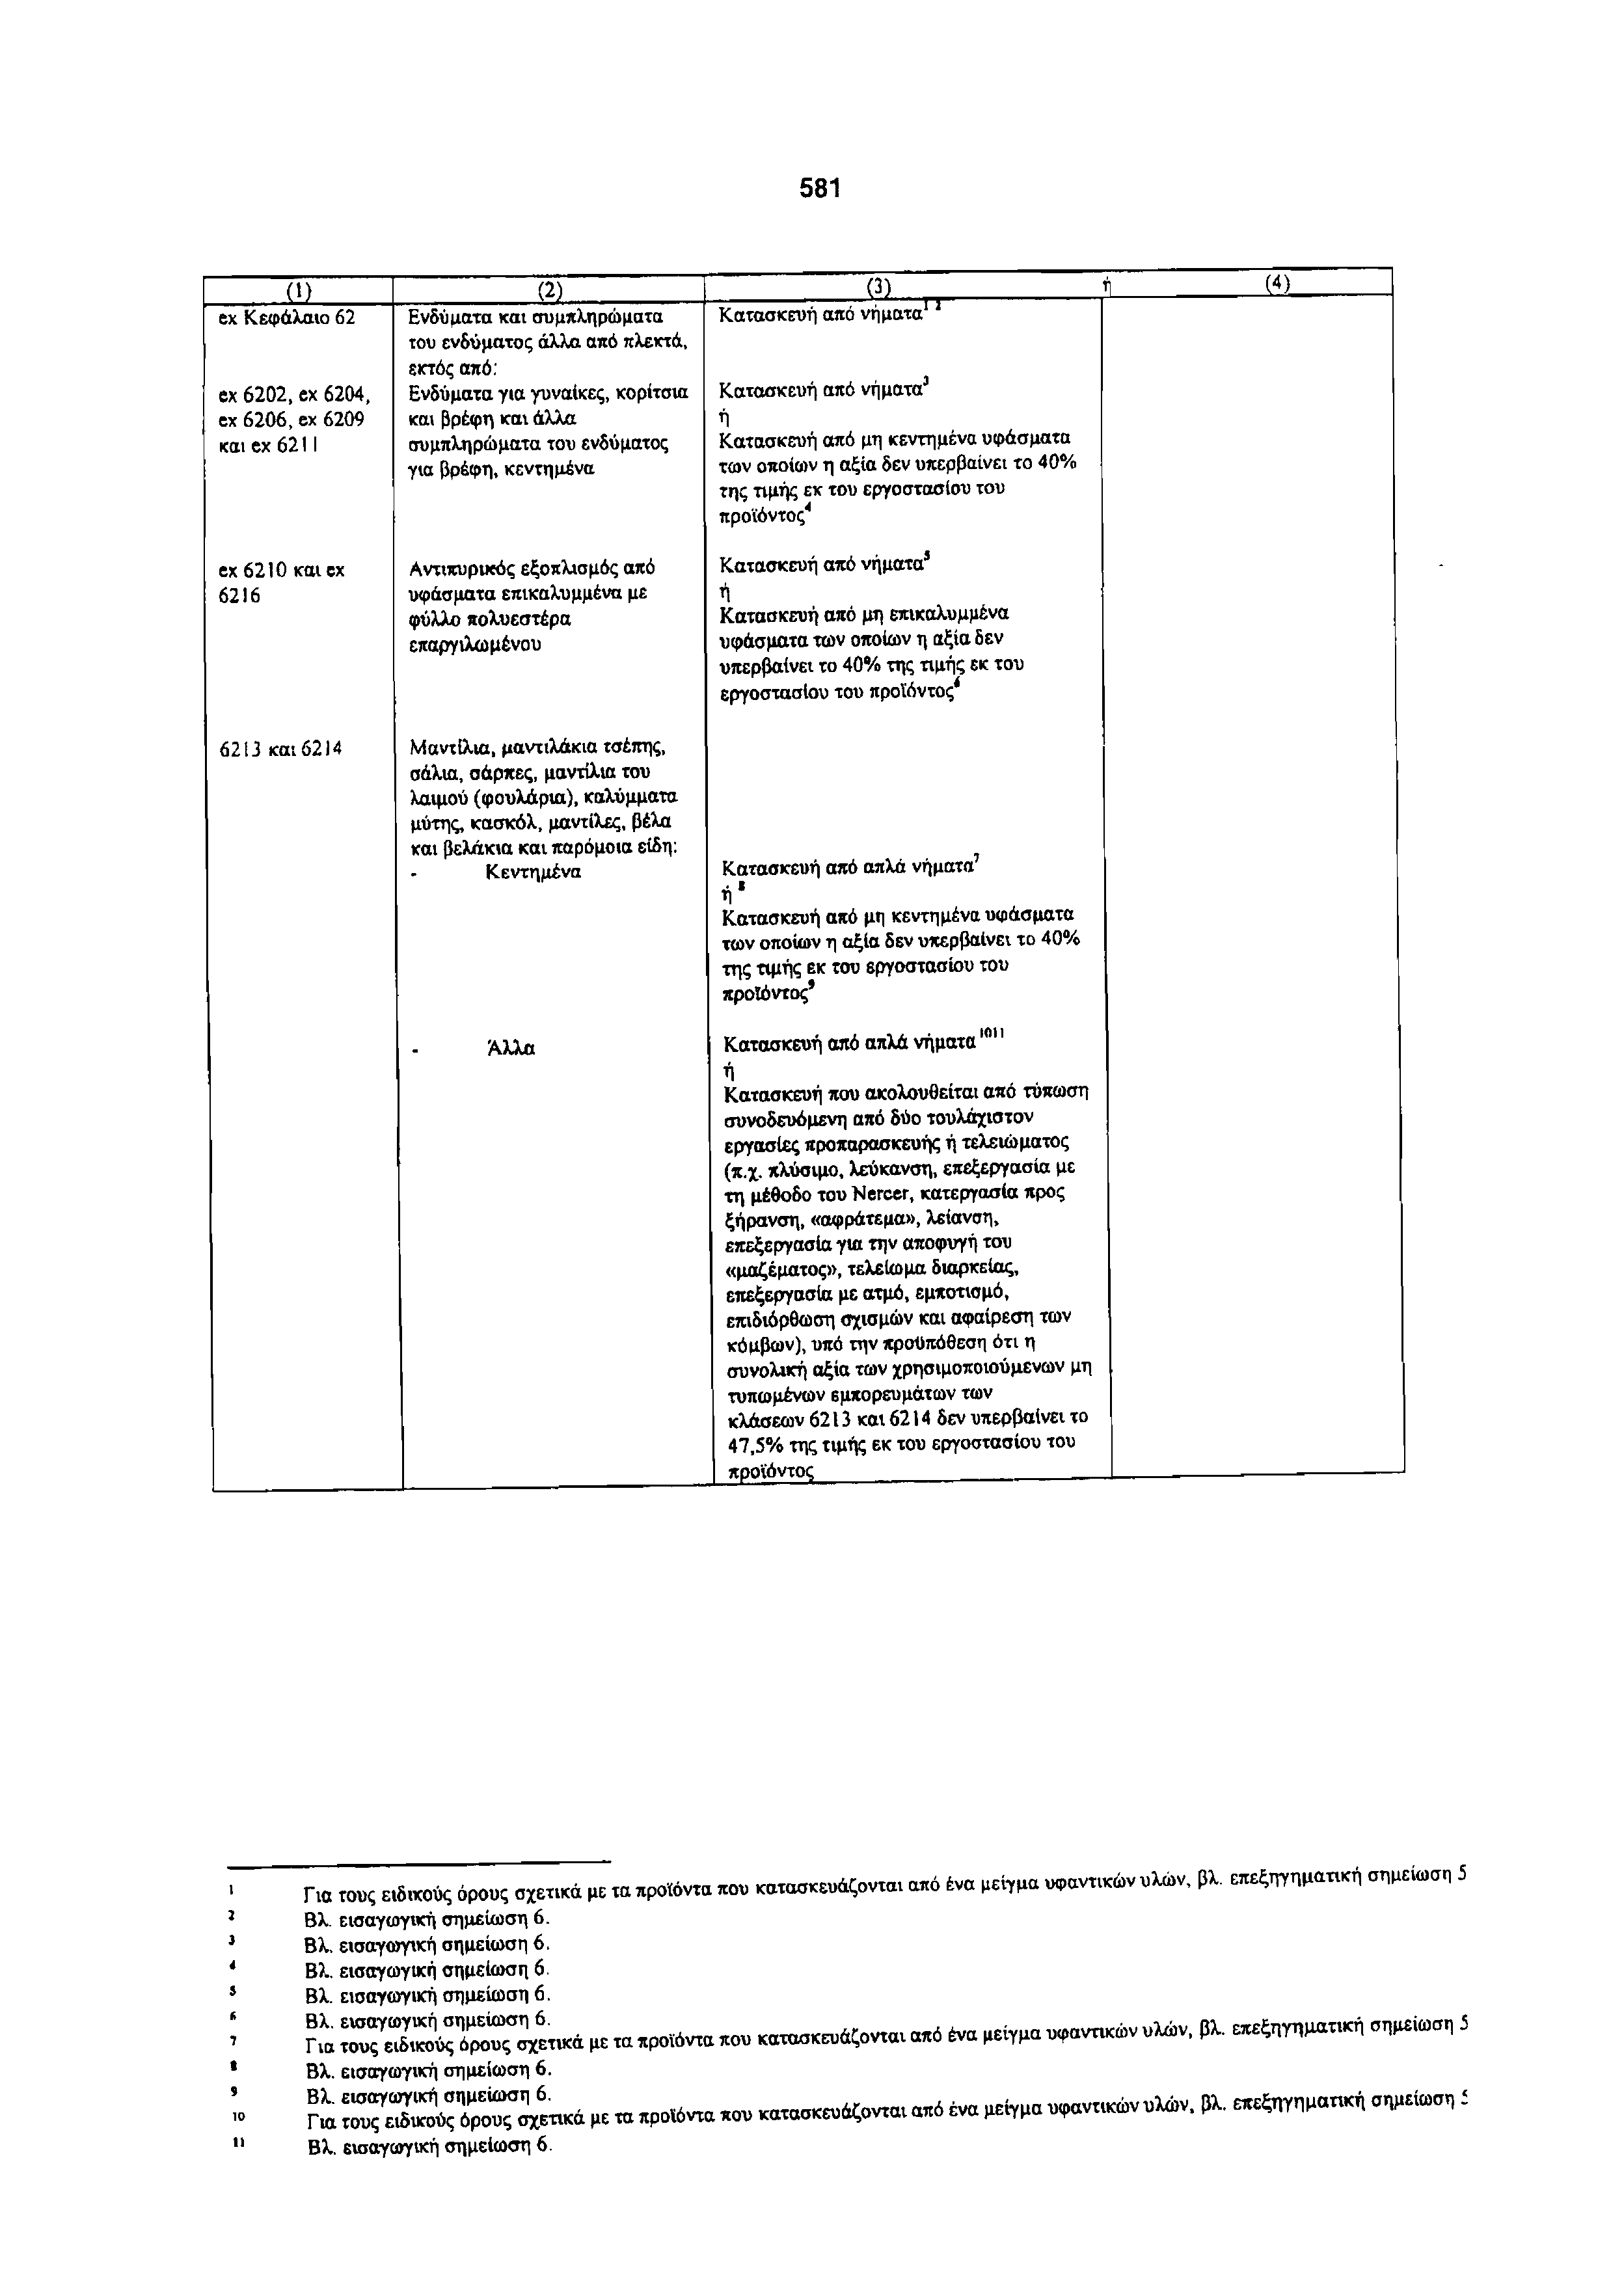 581
(1) (2) (3) ή (4)
ex Κεφάλαιο 62
Ενδύματα και συμπληρώματα
του ενδύματος άλλα από πλεκτά,
εκτός από:
Κατασκευή από νήματα1 2
ex 6202, ex 6204,
ex 6206, ex 6209
και ex 6211
Ενδύματα για γυναίκες, κορίτσια
και βρέφη και άλλα
συμπληρώματα του ενδύματος
για βρέφη, κεντημένα
Κατασκευή από νήματα3
ή
Κατασκευή από μη κεντημένα υφάσματα
των οποίων η αξία δεν υπερβαίνει το 40%
της τιμής εκ του εργοστασίου του
προϊόντος4
ex 6210 και ex
6216
Αντιπυρικός εξοπλισμός από
υφάσματα επικαλυμμένα με
φύλλο πολυεστέρα
επαργιλωμένου
Κατασκευή από νήματα5
ή
Κατασκευή από μη επικαλυμμένα
υφάσματα των οποίων η αξία δεν
υπερβαίνει το 40% της τιμής εκ του
εργοστασίου του προϊόντος6
6213 και 6214
Μαντίλια, μαντιλάκια τσέπης,
σάλια, σάρπες, μαντίλια του
λαιμού (φουλάρια), καλύμματα
μύτης, κασκόλ, μαντίλες, βέλα
και βελάκια και παρόμοια είδη:
- Κεντημένα
Κατασκευή από απλά νήματα7
ή 8
Κατασκευή από μη κεντημένα υφάσματα
των οποίων η αξία δεν υπερβαίνει το 40%
της τιμής εκ του εργοστασίου του
προϊόντος9
- Άλλα
Κατασκευή από απλά νήματα 10 11
ή
Κατασκευή που ακολουθείται από τύπωση
συνοδευόμενη από δύο τουλάχιστον
εργασίες προπαρασκευής ή τελειώματος
(π.χ. πλύσιμο, λεύκανση, επεξεργασία με
τη μέθοδο του Nercer, κατεργασία προς
ξήρανση, «αφράτεμα», λείανση,
επεξεργασία για την αποφυγή του
«μαζέματος», τελείωμα διαρκείας,
επεξεργασία με ατμό, εμποτισμό,
επιδιόρθωση σχισμών και αφαίρεση των
κόμβων), υπό την προϋπόθεση ότι η
συνολική αξία των χρησιμοποιούμενων μη
τυπωμένων εμπορευμάτων των
κλάσεων 6213 και 6214 δεν υπερβαίνει το
47,5% της τιμής εκ του εργοστασίου του
προϊόντος
1 Για τους ειδικούς όρους σχετικά με τα προϊόντα που κατασκευάζονται από ένα μείγμα υφαντικών υλών, βλ. επεξηγηματική σημείωση 5
2 Βλ. εισαγωγική σημείωση 6.
3 Βλ. εισαγωγική σημείωση 6.
4 Βλ. εισαγωγική σημείωση 6.
5 Βλ. εισαγωγική σημείωση 6.
6 Βλ. εισαγωγική σημείωση 6.
7 Για τους ειδικούς όρους σχετικά με τα προϊόντα που κατασκευάζονται από ένα μείγμα υφαντικών υλών, βλ. επεξηγηματική σημείωση 5
8 Βλ. εισαγωγική σημείωση 6.
9 Βλ. εισαγωγική σημείωση 6.
10 Για τους ειδικούς όρους σχετικά με τα προϊόντα που κατασκευάζονται από ένα μείγμα υφαντικών υλών, βλ. επεξηγηματική σημείωση 5
11 Βλ. εισαγωγική σημείωση 6.